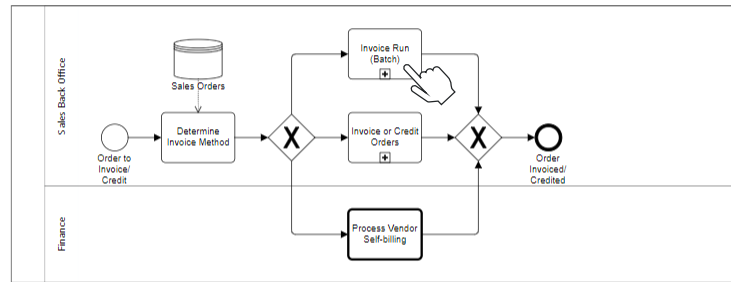 Sales Back Office
Sales Orders
Order to
Invoice/
Credit
Determine
Invoice Method
X
Invoice Run
(Batch)
+
Invoice or Credit
Orders
+
X
Order
Invoiced/
Credited
Finance
Process Vendor
Self-billing